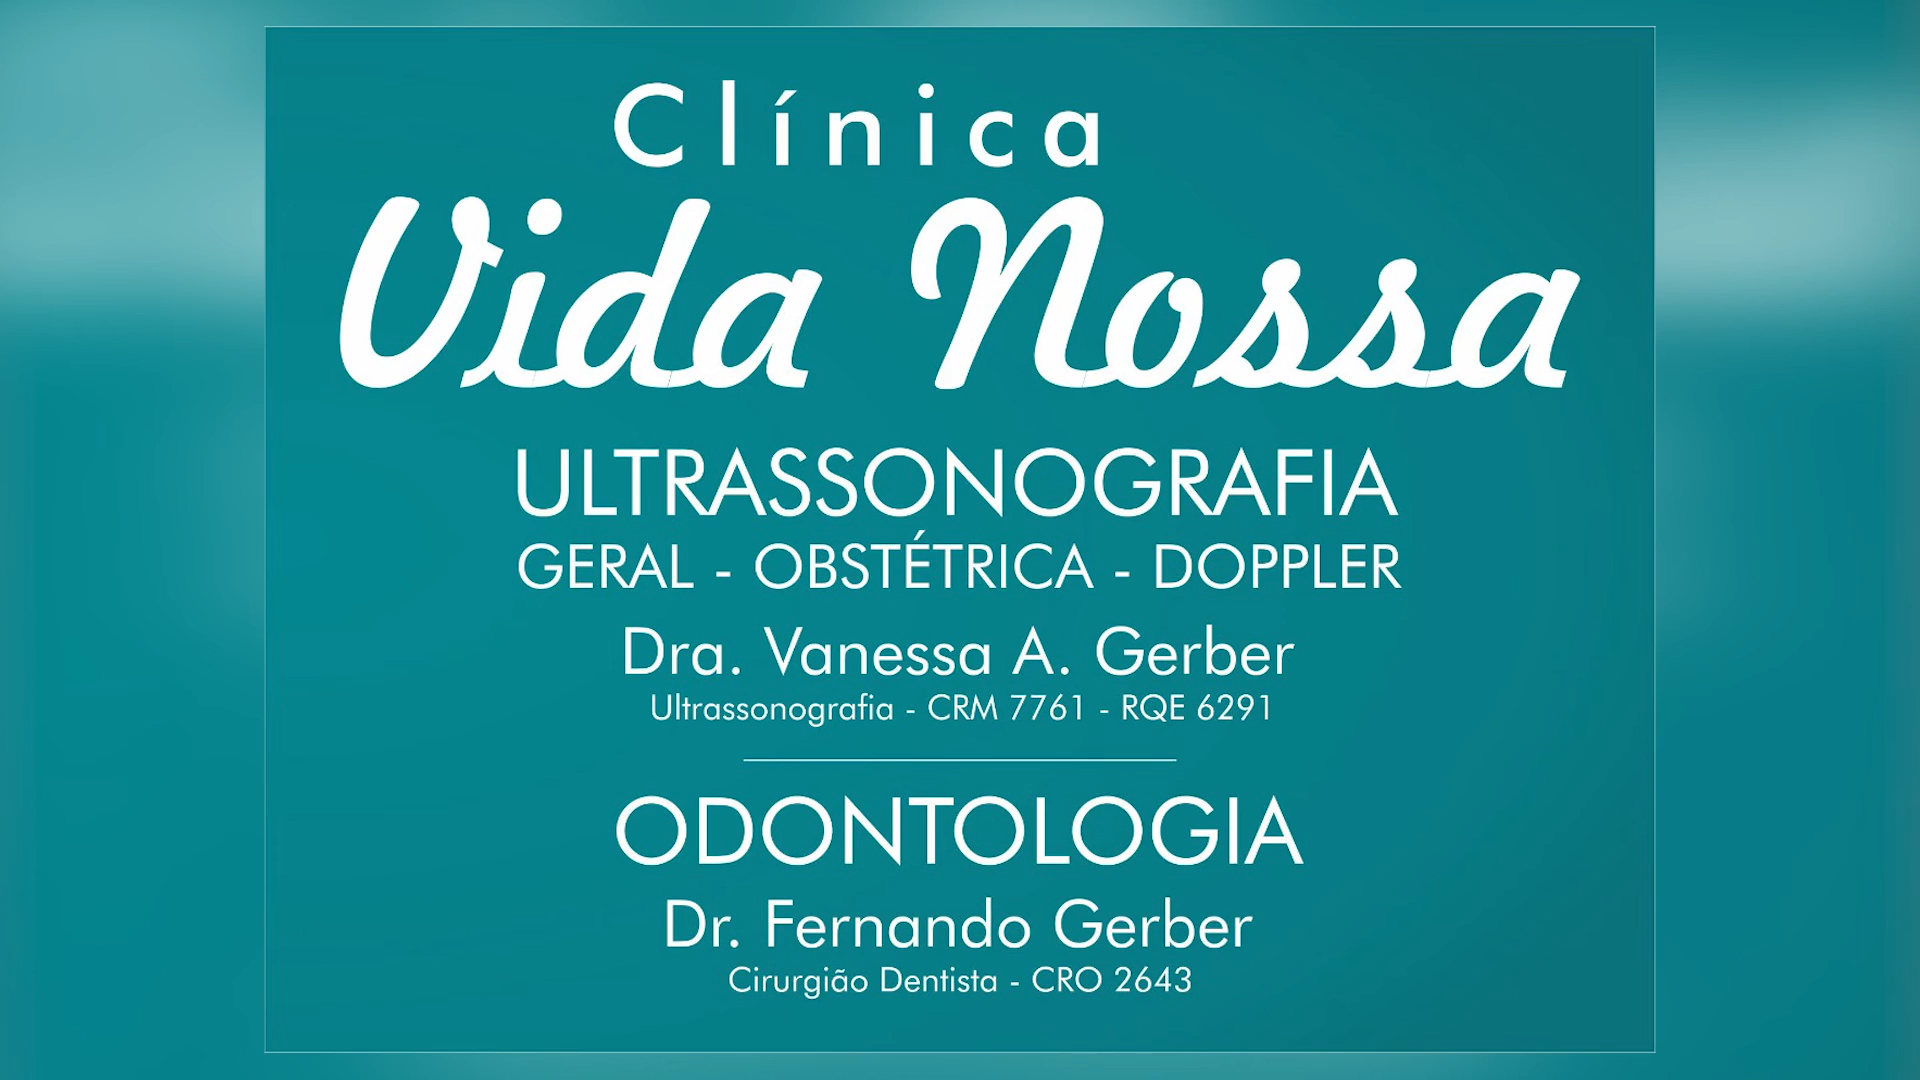 Clínica
Vida Nossa
ULTRASSONOGRAFIA
GERAL - OBSTÉTRICA - DOPPLER
Dra. Vanessa A. Gerber
Ultrassonografia - CRM 7761 - RQE 6291
ODONTOLOGIA
Dr. Fernando Gerber
Cirurgião Dentista - CRO 2643